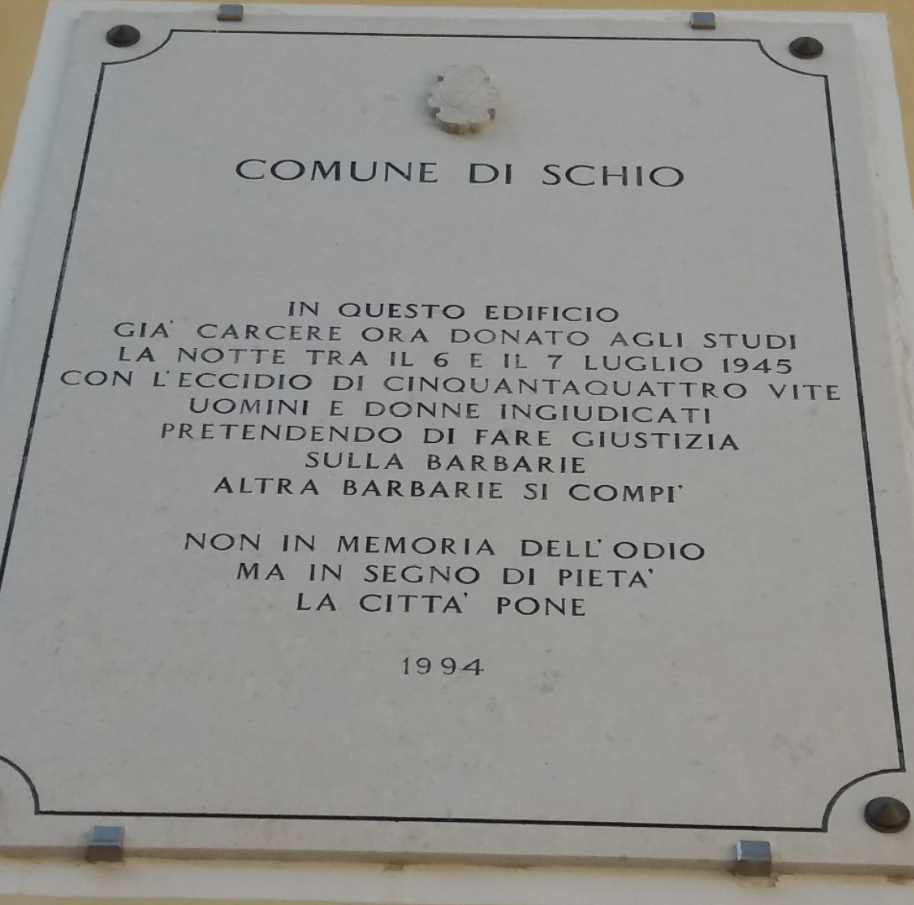 COMUNE DI SCHIO
IN QUESTO EDIFICIO
GIA' CARCERE ORA DONATO AGLI STUDI
LA NOTTE TRA IL 6 E IL 7 LUGLIO 1945
CON L'ECCIDIO DI CINQUANTAQUATTRO VITE
UOMINI E DONNE INGIUDICATI
PRETENDENDO DI FARE GIUSTIZIA
SULLA BARBARIE
ALTRA BARBARIE SI COMPI'
NON IN MEMORIA DELL'ODIO
MA IN SEGNO DI PIETA'
LA CITTA' PONE
1994